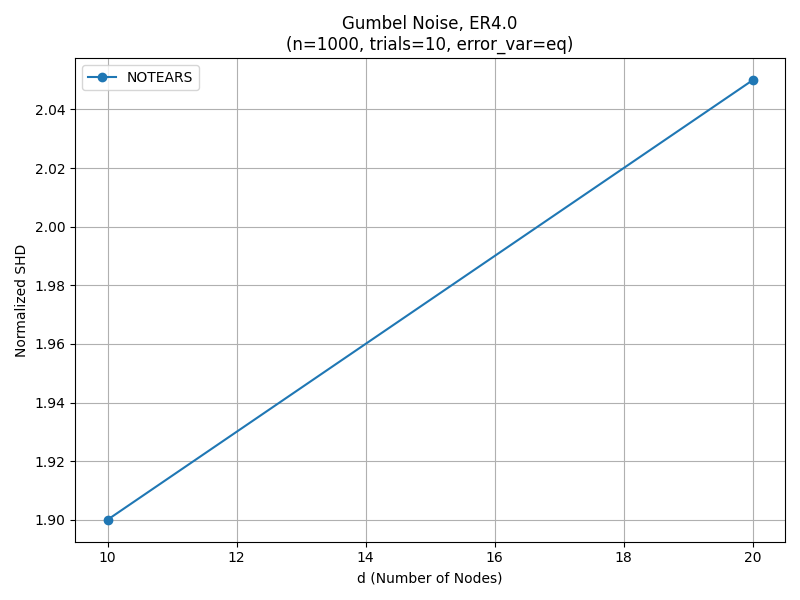 Gumbel Noise, ER4.0
(n=1000, trials=10, error_var=eq)
NOTEARS
Normalized SHD
2.04
2.02
2.00
1.98
1.96
1.94
1.92
1.90
10 12 14 16 18 20
d (Number of Nodes)